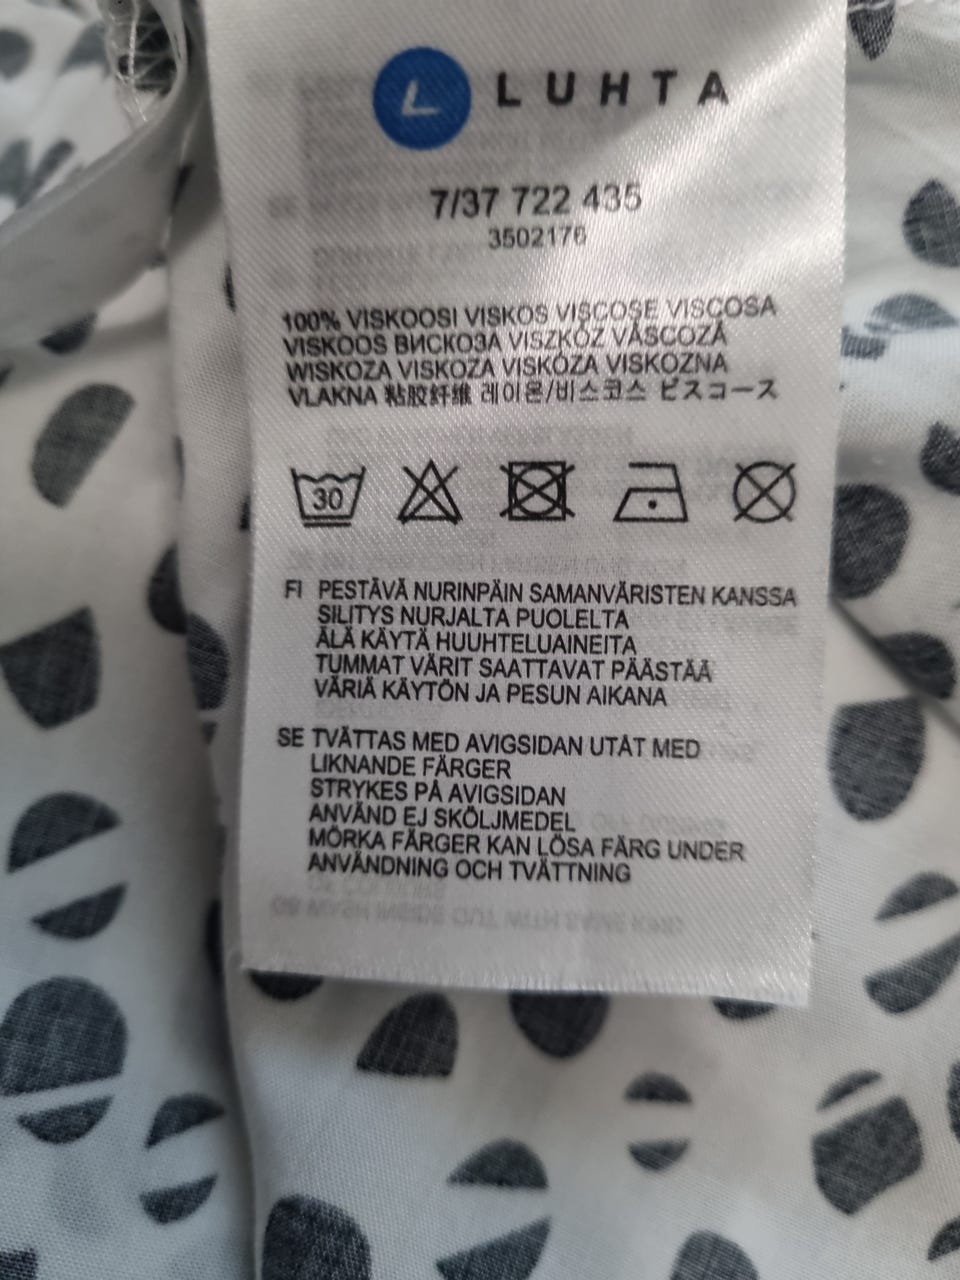 L LUHTA
7/37 722 435
3502176
100% VISKOOSI VISKOS VISCOSE VISCOSA
VISKOOS ВИСКОЗА VISZKÓZ VÂSCOZĂ
WISKOZA VISKOZA VISKÓZA VISKOZNA
VLAKNA 粘胶纤维 레이온/비스코스 ビスコース
30
FI PESTÄVÄ NURINPÄIN SAMANVÄRISTEN KANSSA
SILITYS NURJALTA PUOLELTA
ÄLÄ KÄYTÄ HUUHTELUAINEITA
TUMMAT VÄRIT SAATTAVAT PÄÄSTÄÄ
VÄRIÄ KÄYTÖN JA PESUN AIKANA
SE TVÄTTAS MED AVIGSIDAN UTÅT MED
LIKNANDE FÄRGER
STRYKES PÅ AVIGSIDAN
ANVÄND EJ SKÖLJMEDEL
MÖRKA FÄRGER KAN LÖSA FÄRG UNDER
ANVÄNDNING OCH TVÄTTNING